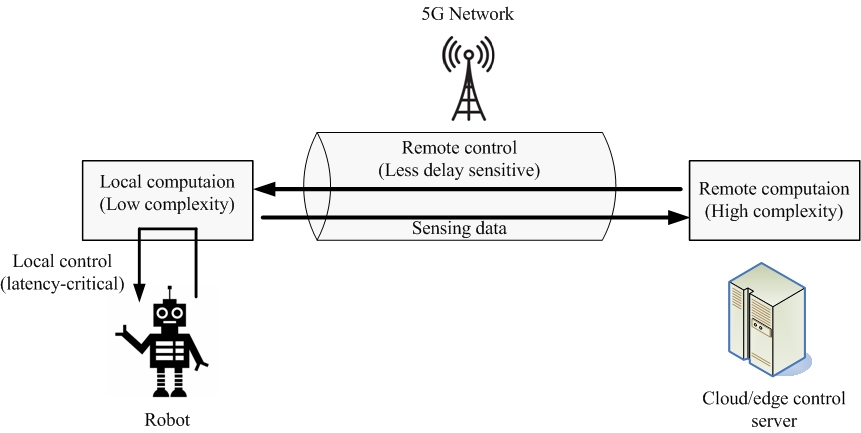 5G Network
Remote control
(Less delay sensitive)
Local computaion
(Low complexity)
Remote computaion
(High complexity)
Sensing data
Local control
(latency-critical)
Robot
Cloud/edge control
server